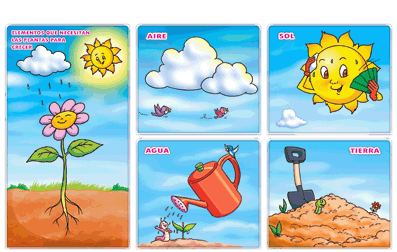 ELEMENTOS QUE NECESITAN
LAS PLANTAS PARA
CRECER
AIRE
SOL
AGUA
TIERRA